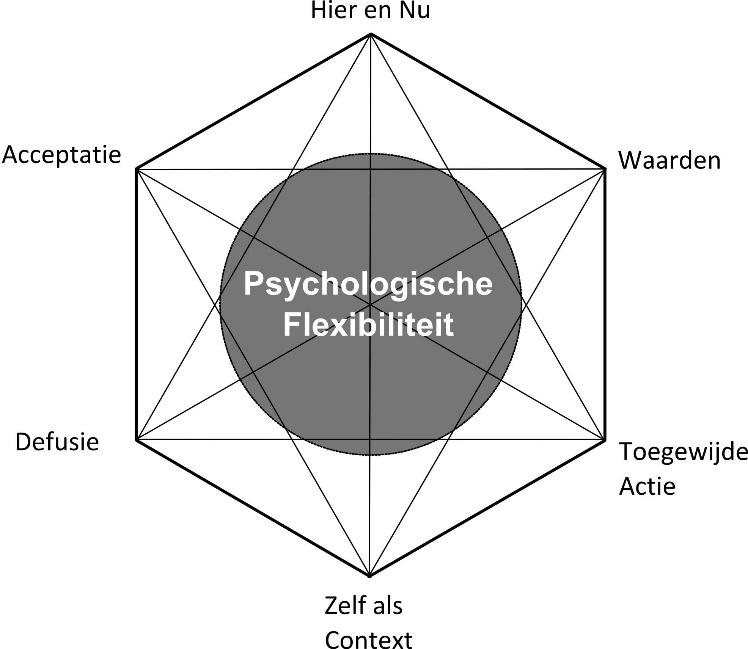 Hier en Nu
Acceptatie
Waarden
Psychologische
Flexibiliteit
Defusie
Toegewijde
Actie
Zelf als
Context